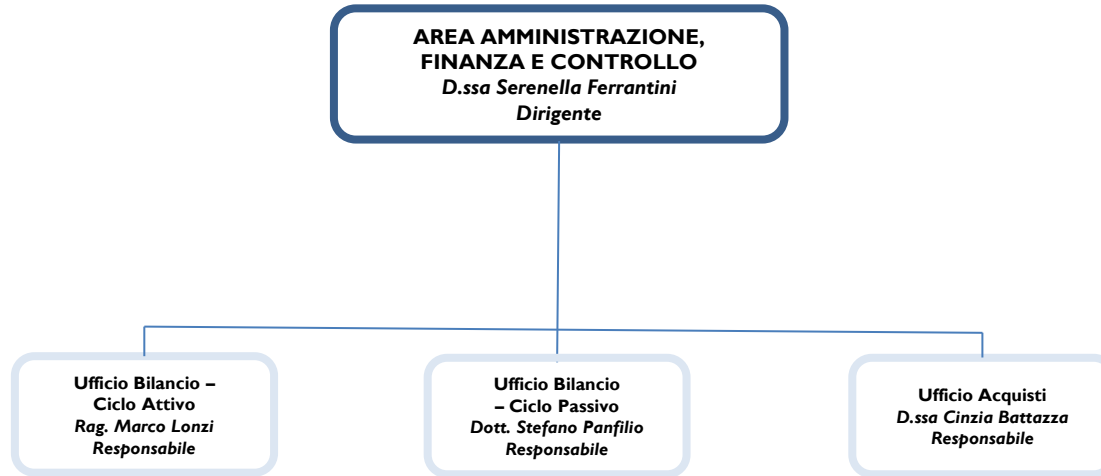 AREA AMMINISTRAZIONE,
FINANZA E CONTROLLO
D.ssa Serenella Ferrantini
Dirigente
Ufficio Bilancio –
Ciclo Attivo
Rag. Marco Lonzi
Responsabile
Ufficio Bilancio
– Ciclo Passivo
Dott. Stefano Panfilio
Responsabile
Ufficio Acquisti
D.ssa Cinzia Battazza
Responsabile